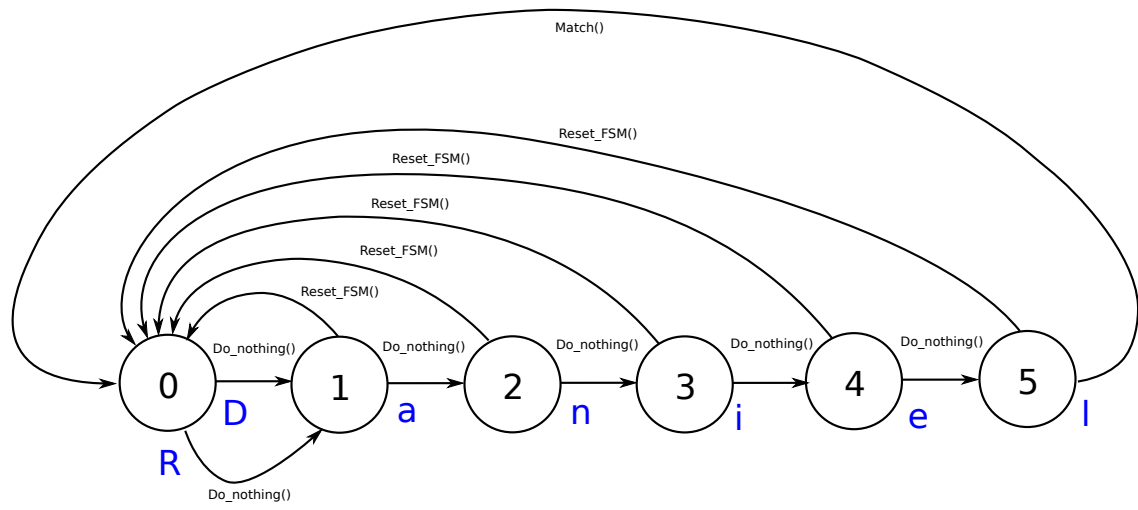 Match()
Reset_FSM()
Reset_FSM()
Reset_FSM()
Reset_FSM()
Reset_FSM()
Do_nothing()
Do_nothing()
Do_nothing()
Do_nothing()
Do_nothing()
0
1
2
3
4
5
D
a
n
i
e
l
R
Do_nothing()